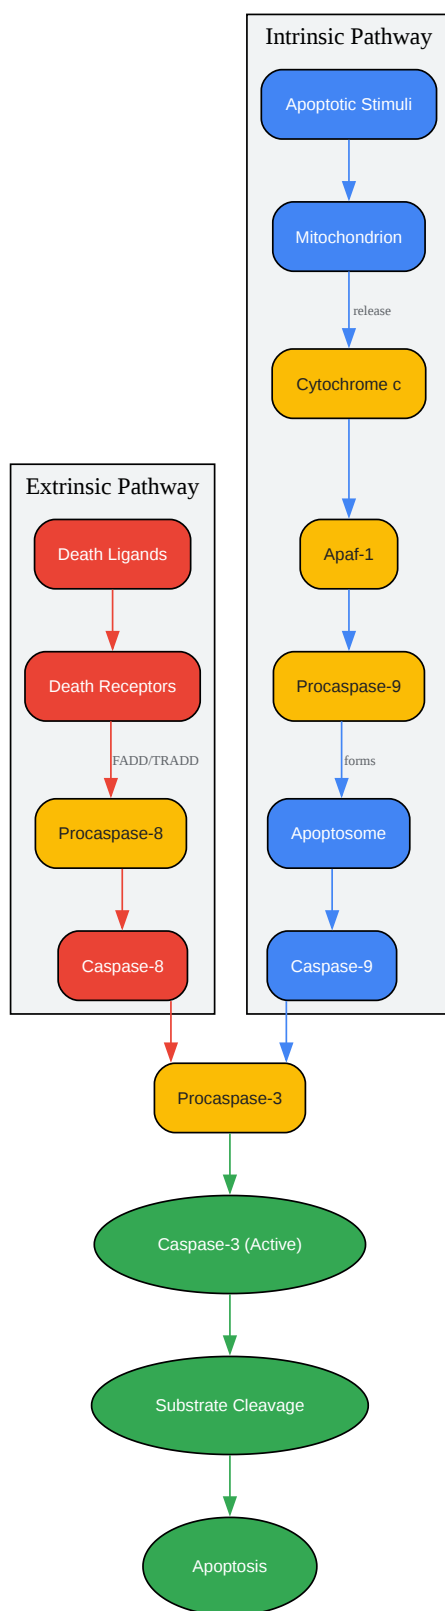 Intrinsic Pathway
Apoptotic Stimuli
Mitochondrion
release
Cytochrome c
Apaf-1
Procaspase-9
forms
Apoptosome
Caspase-9
Extrinsic Pathway
Death Ligands
Death Receptors
FADD/TRADD
Procaspase-8
Caspase-8
Procaspase-3
Caspase-3 (Active)
Substrate Cleavage
Apoptosis